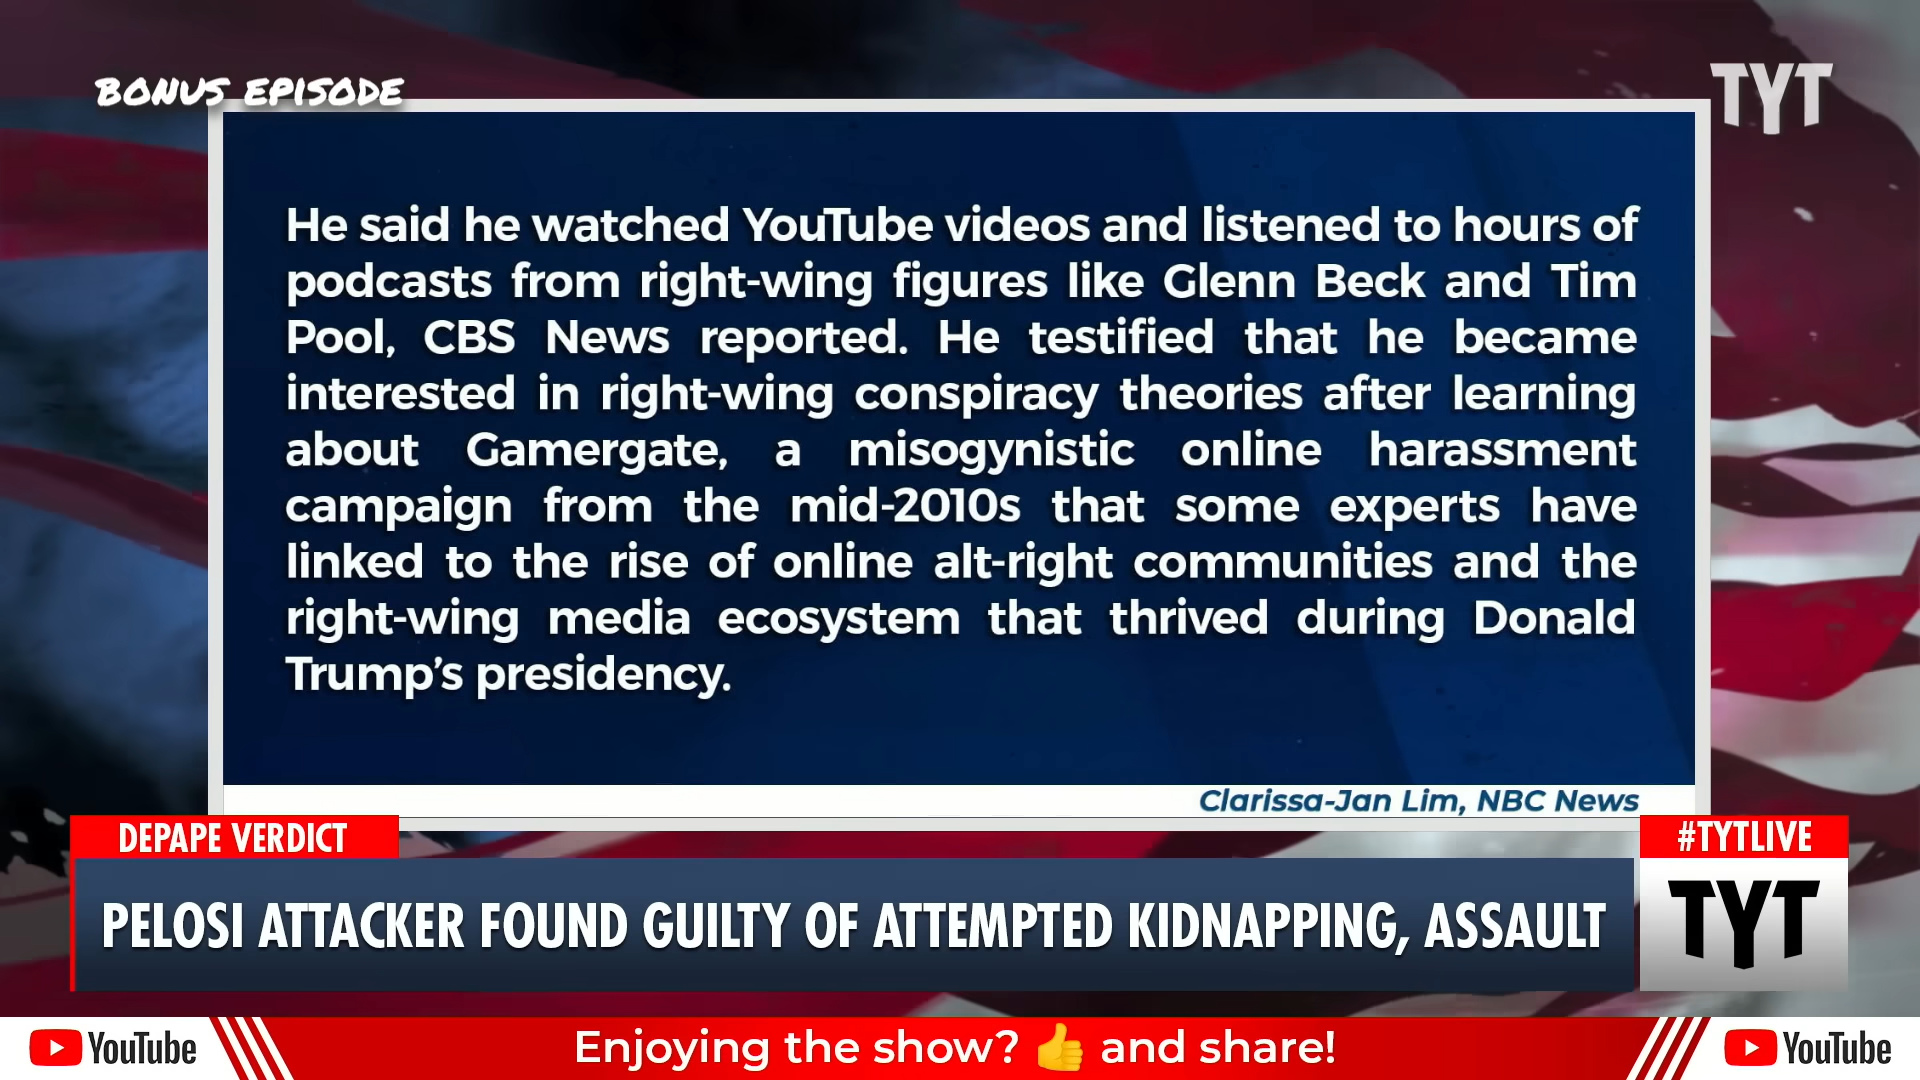 BONUS EPISODE
TYT
He said he watched YouTube videos and listened to hours of
podcasts from right-wing figures like Glenn Beck and Tim
Pool, CBS News reported. He testified that he became
interested in right-wing conspiracy theories after learning
about Gamergate, a misogynistic online harassment
campaign from the mid-2010s that some experts have
linked to the rise of online alt-right communities and the
right-wing media ecosystem that thrived during Donald
Trump’s presidency.
Clarissa-Jan Lim, NBC News
DEPAPE VERDICT
#TYTLIVE
PELOSI ATTACKER FOUND GUILTY OF ATTEMPTED KIDNAPPING, ASSAULT
TYT
YouTube
Enjoying the show? 👍 and share!
YouTube